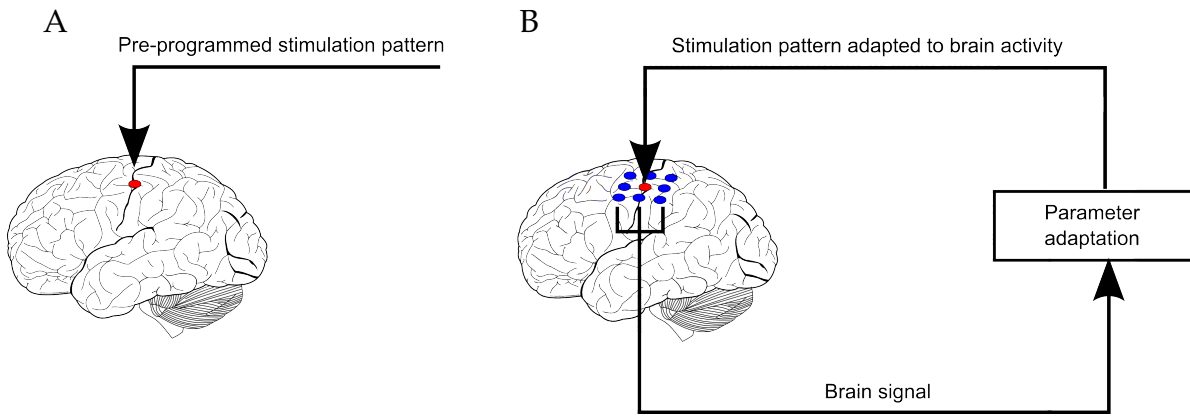 A
Pre-programmed stimulation pattern
B
Stimulation pattern adapted to brain activity
Parameter
adaptation
Brain signal